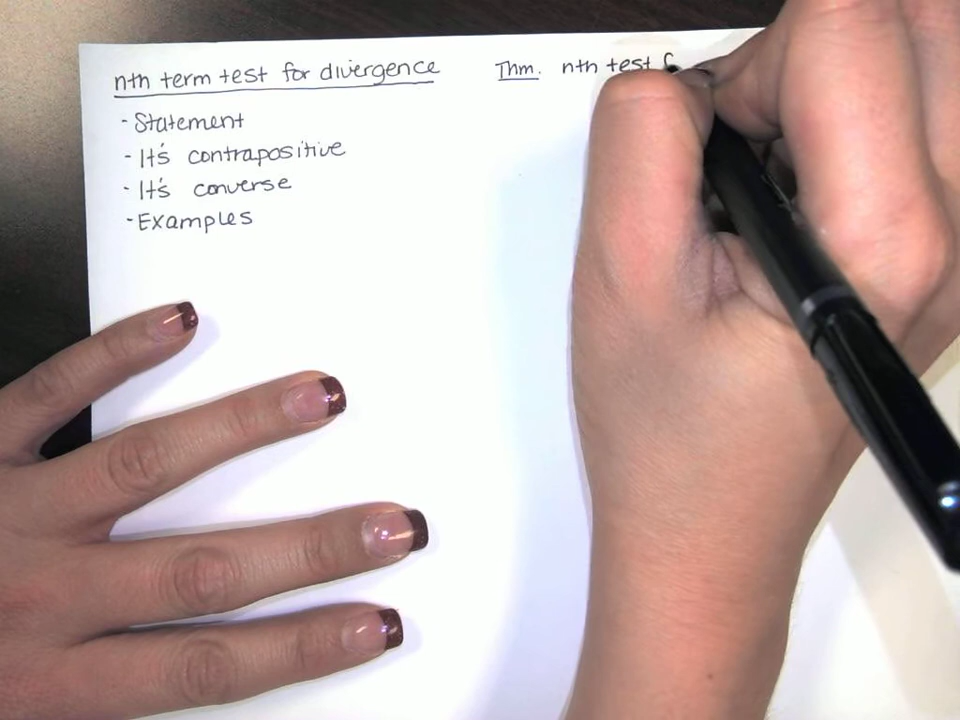 nth term test for divergence
- Statement
- It's contrapositive
- It's converse
- Examples
Thm. nth test f